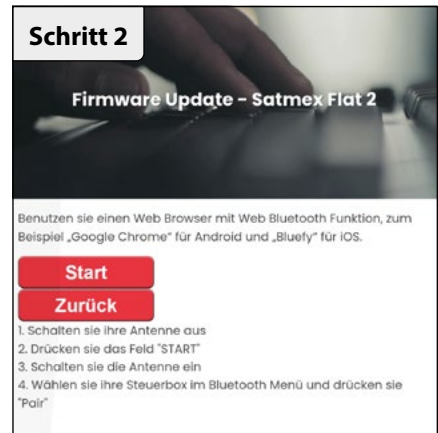 Schritt 2
Firmware Update - Satmex Flat 2
Benutzen sie einen Web Browser mit Web Bluetooth Funktion, zum
Beispiel „Google Chrome“ für Android und „Bluefy“ für iOS.
Start
Zurück
1. Schalten sie ihre Antenne aus
2. Drücken sie das Feld "START"
3. Schalten sie die Antenne ein
4. Wählen sie ihre Steuerbox im Bluetooth Menü und drücken sie
"Pair"